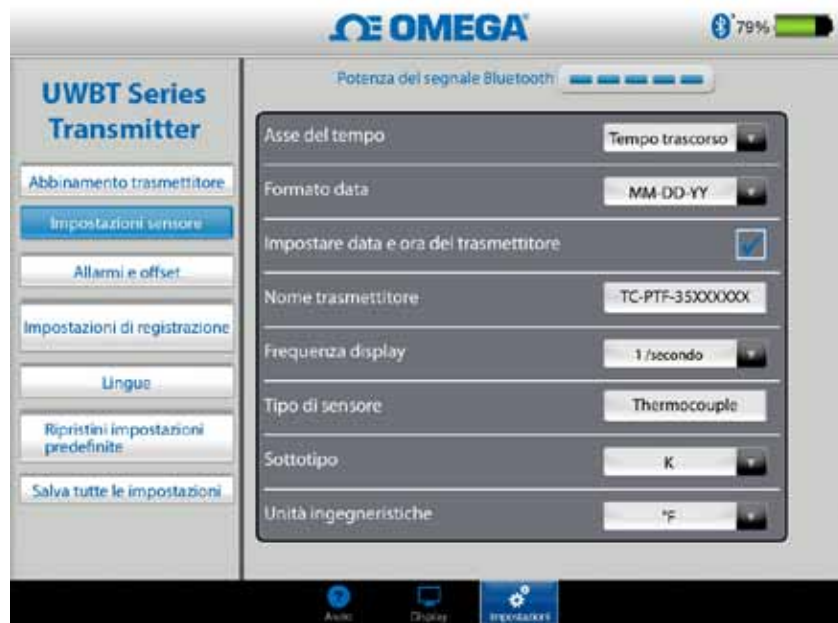 OMEGA
79%
UWBT Series
Transmitter
Abbinamento trasmettitore
Impostazioni sensore
Allarmi e offset
Impostazioni di registrazione
Lingue
Ripristini impostazioni
predefinite
Salva tutte le impostazioni
Potenza del segnale Bluetooth
Asse del tempo
Tempo trascorso
Formato data
MM-DD-YY
Impostare data e ora del trasmettitore
Nome trasmettitore
TC-PTF-35XXXXXX
Frequenza display
1/secondo
Tipo di sensore
Thermocouple
Sottotipo
K
Unità ingegneristiche
°F
Display
Impostazioni